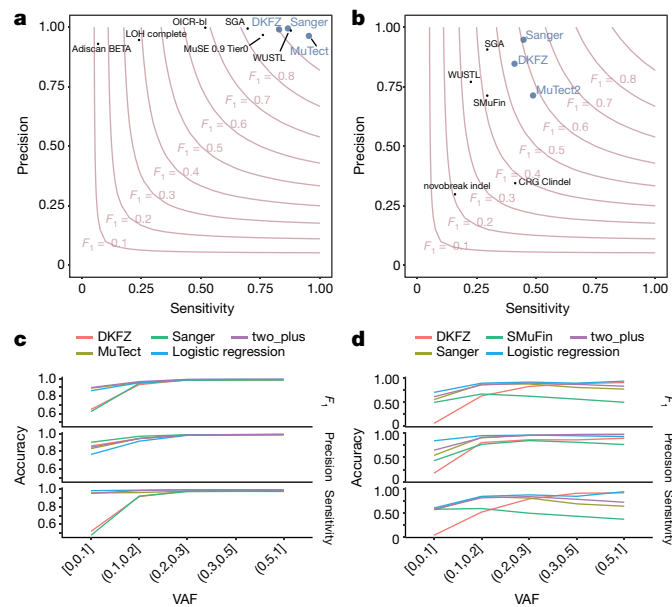 a
OICR-bl
SGA
DKFZ
Sanger
LOH complete
MuSE 0.9 Tier0
Adiscan BETA
WUSTL
MuTect
F1 = 0.8
F1 = 0.7
F1 = 0.6
F1 = 0.5
F1 = 0.4
F1 = 0.3
F1 = 0.2
F1 = 0.1
1.00
0.75
0.50
0.25
0
Precision
0
0.25
0.50
0.75
1.00
Sensitivity
b
Sanger
SGA
DKFZ
WUSTL
SMuFin
MuTect2
novobreak indel
CRG Clindel
F1 = 0.8
F1 = 0.7
F1 = 0.6
F1 = 0.5
F1 = 0.4
F1 = 0.3
F1 = 0.2
F1 = 0.1
1.00
0.75
0.50
0.25
0
Precision
0
0.25
0.50
0.75
1.00
Sensitivity
c
DKFZ
Sanger
two_plus
MuTect
Logistic regression
1.0
0.8
0.6
F1
1.0
0.8
0.6
Precision
1.0
0.8
0.6
Sensitivity
Accuracy
[0,0.1]
(0.1,0.2]
(0.2,0.3]
(0.3,0.5]
(0.5,1]
VAF
d
DKFZ
SMuFin
two_plus
Sanger
Logistic regression
1.00
0.50
0
F1
1.00
0.50
0
Precision
1.00
0.50
0
Sensitivity
Accuracy
[0,0.1]
(0.1,0.2]
(0.2,0.3]
(0.3,0.5]
(0.5,1]
VAF